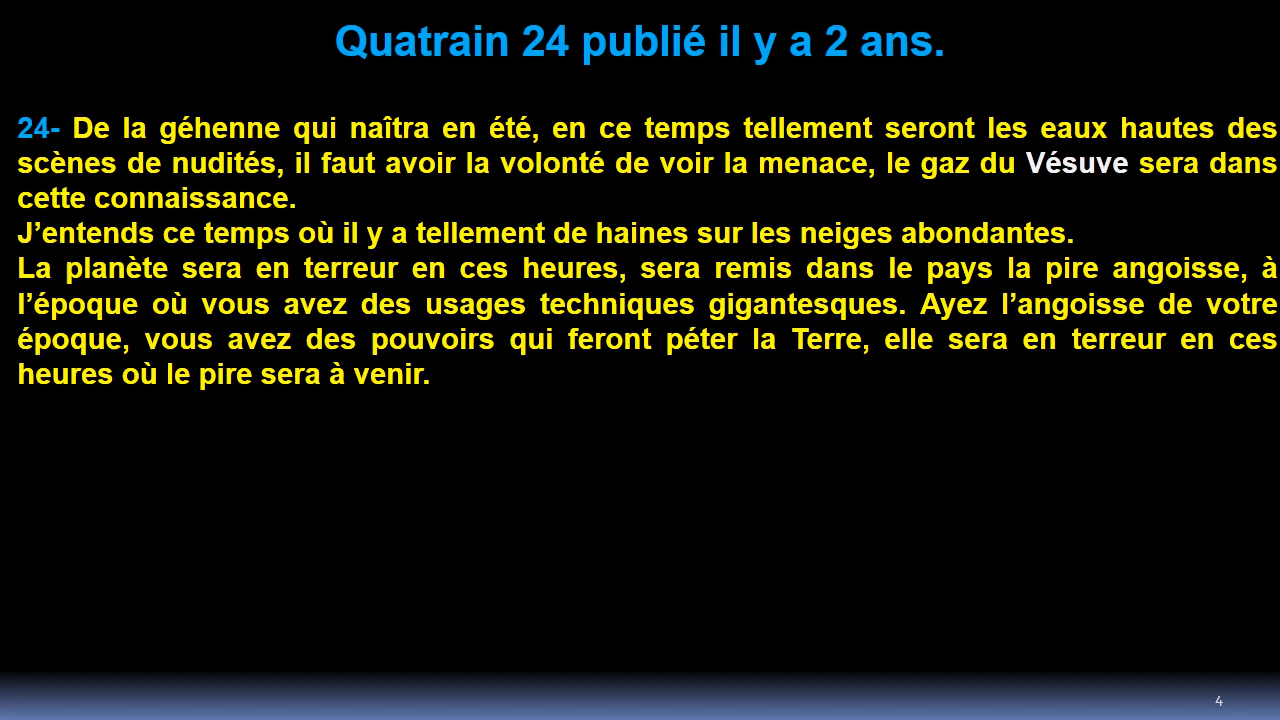 Quatrain 24 publié il y a 2 ans.
24- De la géhenne qui naîtra en été, en ce temps tellement seront les eaux hautes des
scènes de nudités, il faut avoir la volonté de voir la menace, le gaz du Vésuve sera dans
cette connaissance.
J’entends ce temps où il y a tellement de haines sur les neiges abondantes.
La planète sera en terreur en ces heures, sera remis dans le pays la pire angoisse, à
l’époque où vous avez des usages techniques gigantesques. Ayez l’angoisse de votre
époque, vous avez des pouvoirs qui feront péter la Terre, elle sera en terreur en ces
heures où le pire sera à venir.
4